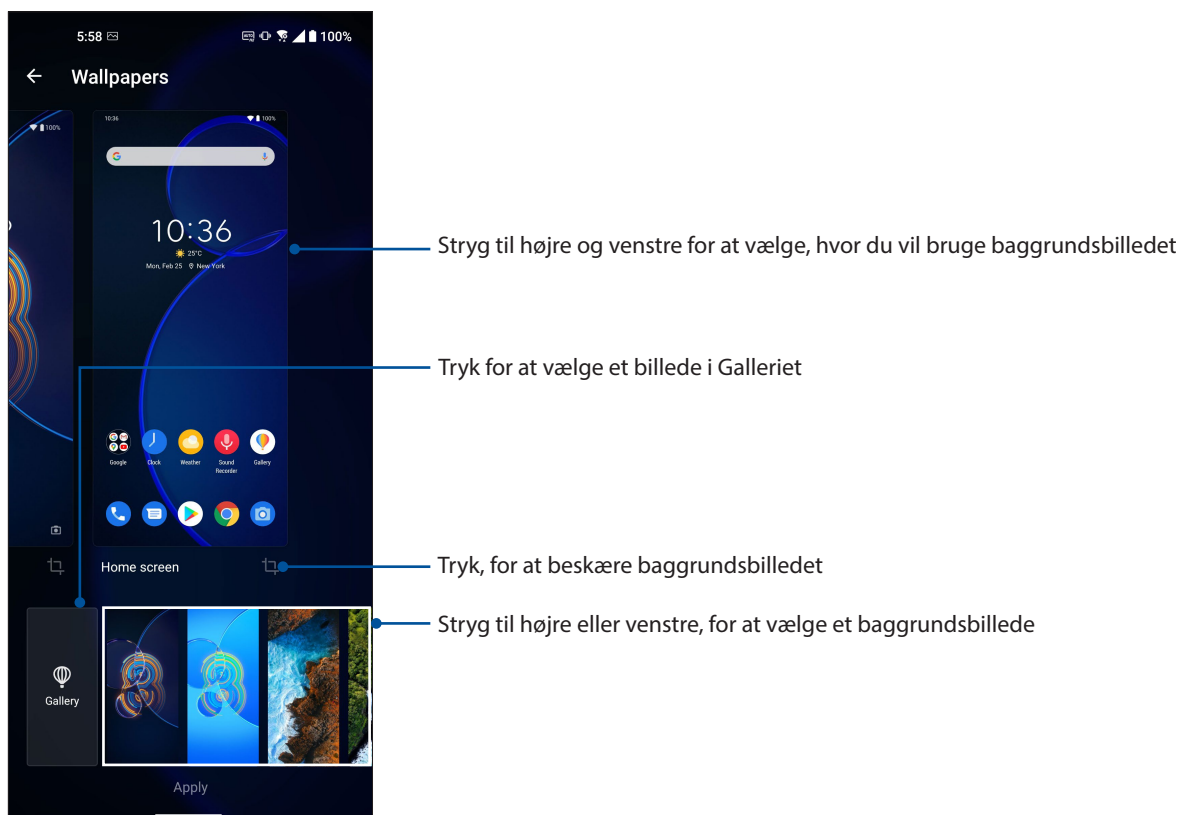 5:58 100%
Wallpapers
100%
10:36 100%
10:36
25°C
Mon, Feb 25 New York
Google Clock Weather Sound Recorder Gallery
Home screen
Gallery
Apply
Stryg til højre og venstre for at vælge, hvor du vil bruge baggrundsbilledet
Tryk for at vælge et billede i Galleriet
Tryk, for at beskære baggrundsbilledet
Stryg til højre eller venstre, for at vælge et baggrundsbillede